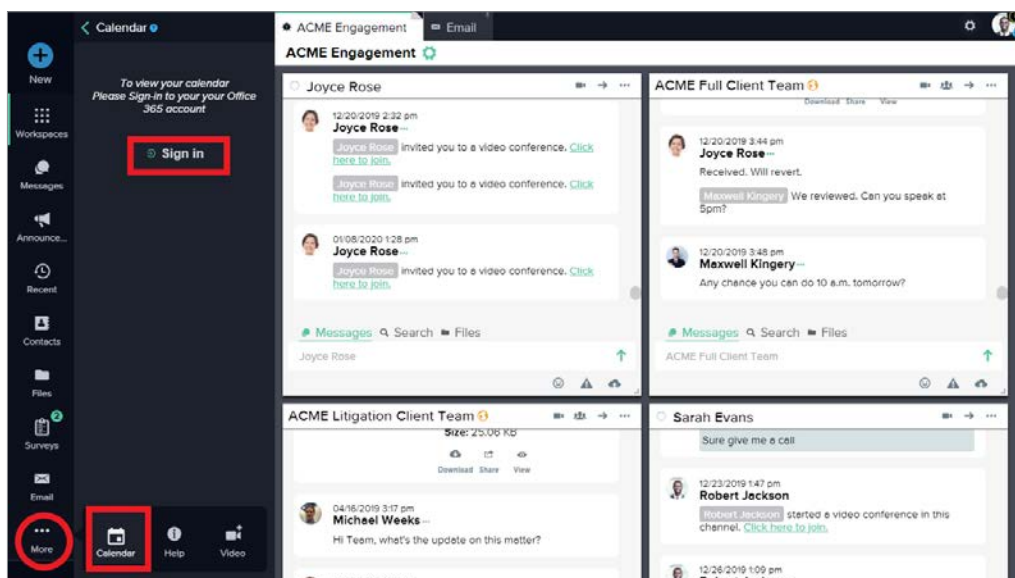 New
Workspaces
Messages
Announce...
Recent
Contacts
Files
2
Surveys
Email
More
Calendar
To view your calendar
Please Sign-in to your your Office
365 account
Sign in
Calendar
Help
Video
ACME Engagement
Email
ACME Engagement
Joyce Rose
12/20/2019 2:32 pm
Joyce Rose
Joyce Rose invited you to a video conference. Click
here to join.
Joyce Rose invited you to a video conference. Click
here to join.
01/08/2020 1:28 pm
Joyce Rose
Joyce Rose invited you to a video conference. Click
here to join.
Messages Search Files
Joyce Rose
ACME Full Client Team
Download Share View
12/20/2019 3:44 pm
Joyce Rose
Received. Will revert.
Maxwell Kingery We reviewed. Can you speak at
5pm?
12/20/2019 3:48 pm
Maxwell Kingery
Any chance you can do 10 a.m. tomorrow?
Messages Search Files
ACME Full Client Team
ACME Litigation Client Team
Size: 25.06 KB
Download Share View
04/16/2019 3:17 pm
Michael Weeks
Hi Team, what's the update on this matter?
Sarah Evans
Sure give me a call
12/23/2019 1:47 pm
Robert Jackson
Robert Jackson started a video conference in this
channel. Click here to join.
12/26/2019 1:09 pm